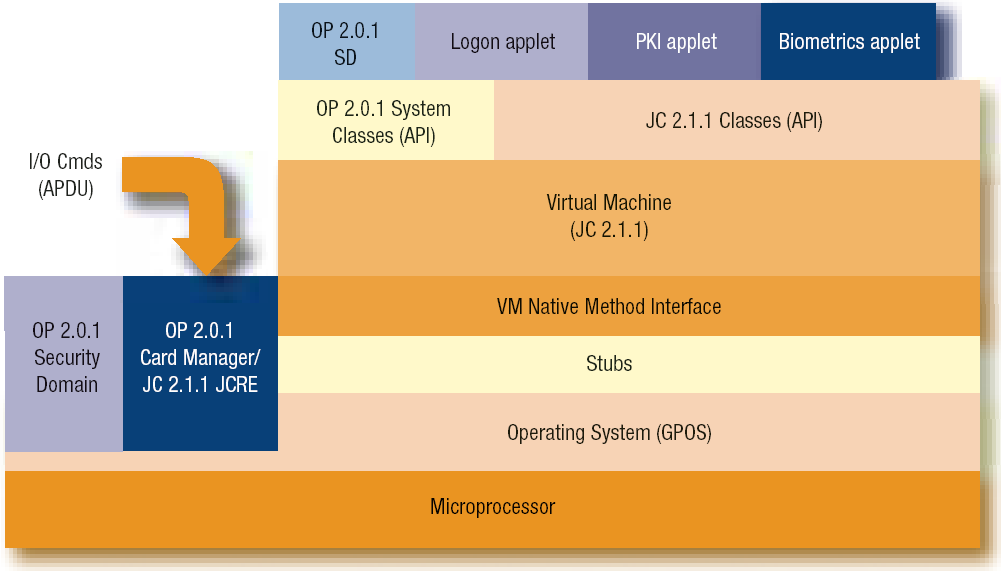 OP 2.0.1
SD
Logon applet
PKI applet
Biometrics applet
OP 2.0.1 System
Classes (API)
JC 2.1.1 Classes (API)
I/O Cmds
(APDU)
Virtual Machine
(JC 2.1.1)
OP 2.0.1
Security
Domain
OP 2.0.1
Card Manager/
JC 2.1.1 JCRE
VM Native Method Interface
Stubs
Operating System (GPOS)
Microprocessor